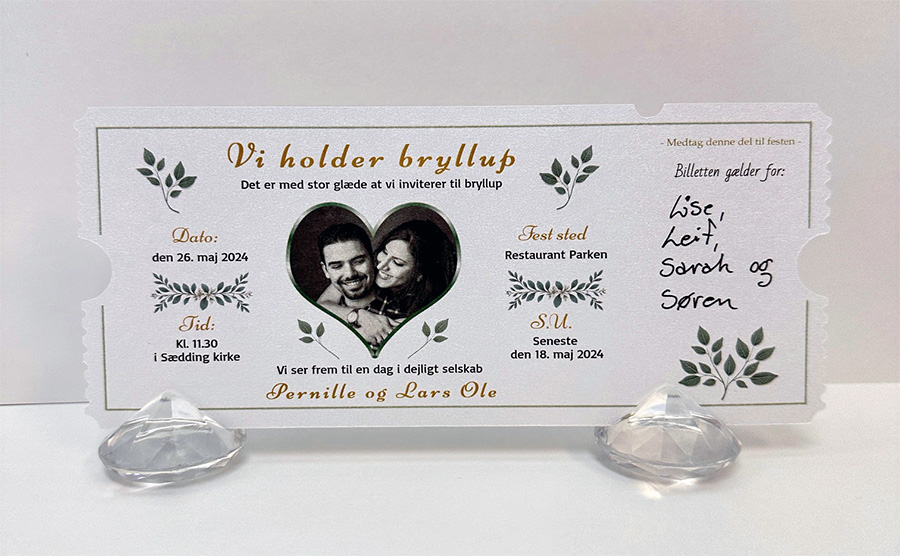 Vi holder bryllup
Det er med stor glæde at vi inviterer til bryllup
Dato:
den 26. maj 2024
Tid:
Kl. 11.30
i Sædding kirke
Fest sted
Restaurant Parken
S.U.
Seneste
den 18. maj 2024
Vi ser frem til en dag i dejligt selskab
Pernille og Lars Ole
- Medtag denne del til festen -
Billetten gælder for:
Lise,
Leif,
Sarah og
Søren